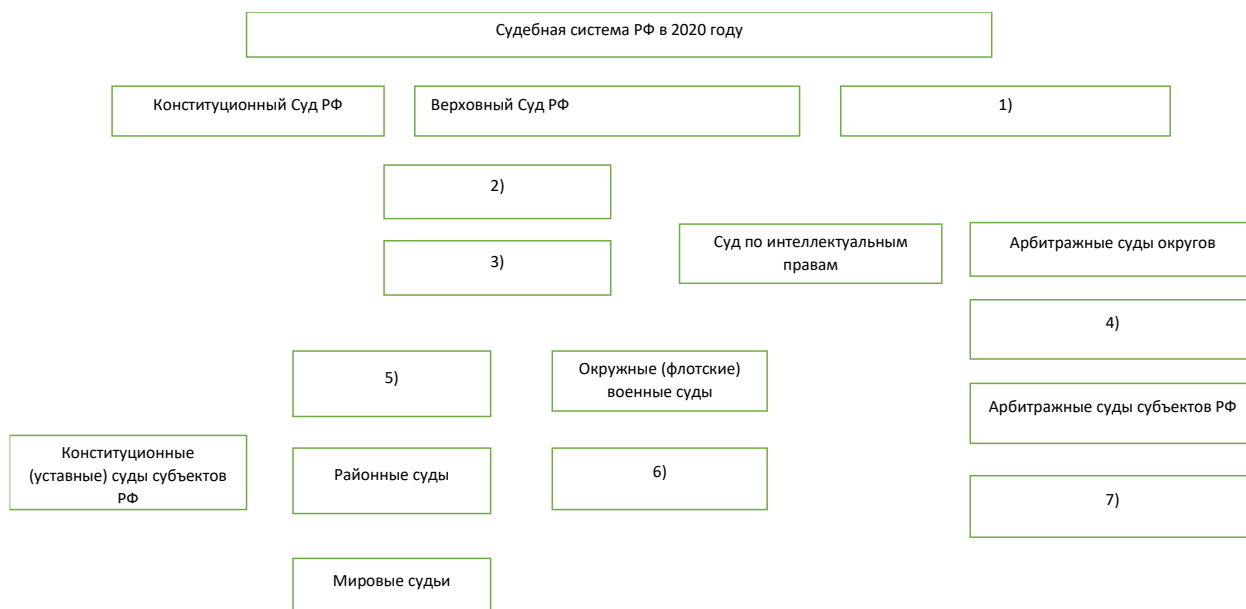 Судебная система РФ в 2020 году
Конституционный Суд РФ
Верховный Суд РФ
1)
2)
3)
Суд по интеллектуальным
правам
Арбитражные суды округов
4)
5)
Окружные (флотские)
военные суды
Арбитражные суды субъектов РФ
Конституционные
(уставные) суды субъектов
РФ
Районные суды
6)
7)
Мировые судьи